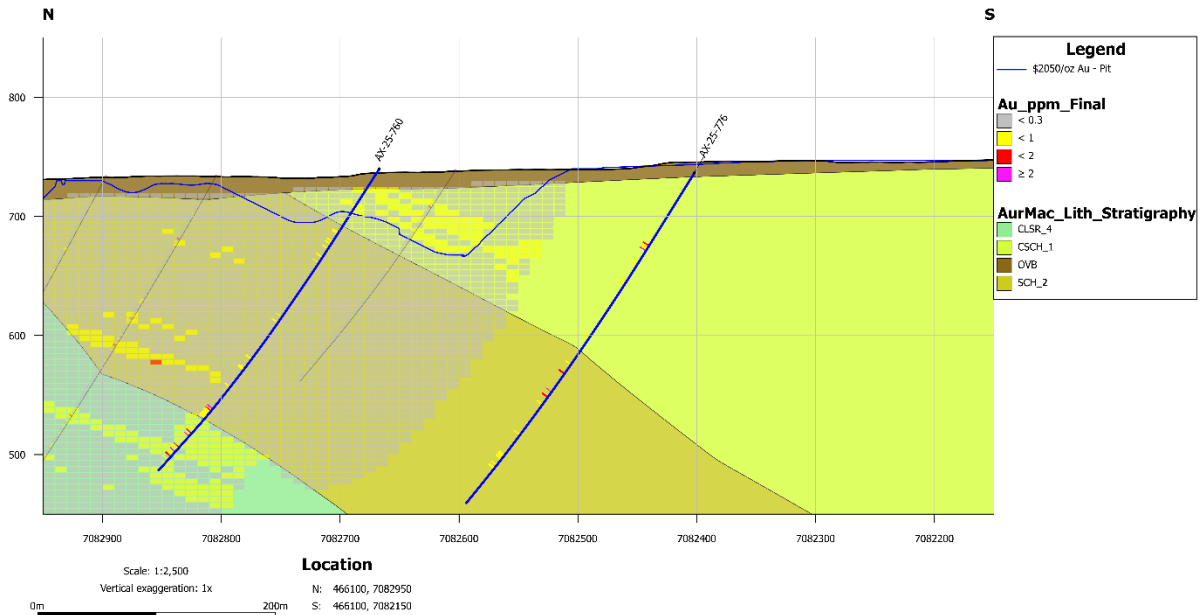 N
S
Legend
$2050/oz Au - Pit
Au_ppm_Final
< 0.3
< 1
< 2
≥ 2
AurMac_Lith_Stratigraphy
CLSR_4
CSCH_1
OVB
SCH_2
AX-25-760
AX-25-776
800
700
600
500
7082900
7082800
7082700
7082600
7082500
7082400
7082300
7082200
Scale: 1:2,500
Vertical exaggeration: 1x
0m
200m
Location
N: 466100, 7082950
S: 466100, 7082150